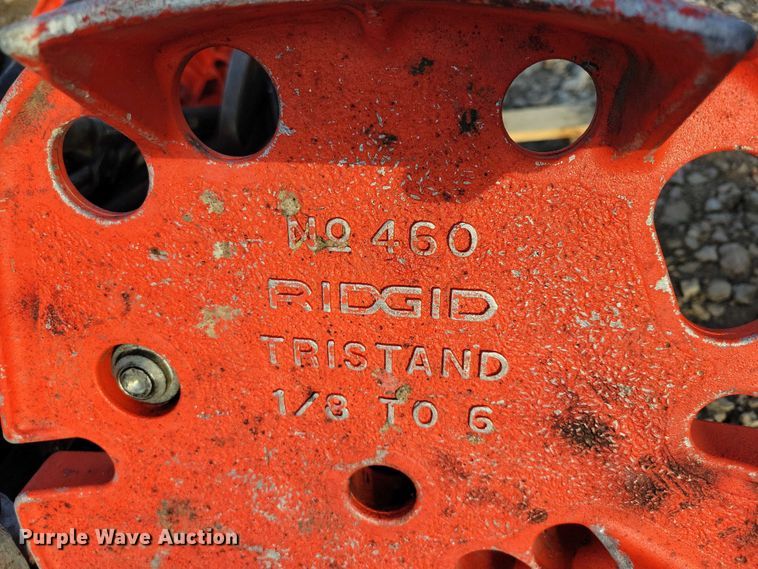 No 460
RIDGID
TRISTAND
1/8 TO 6
Purple Wave Auction